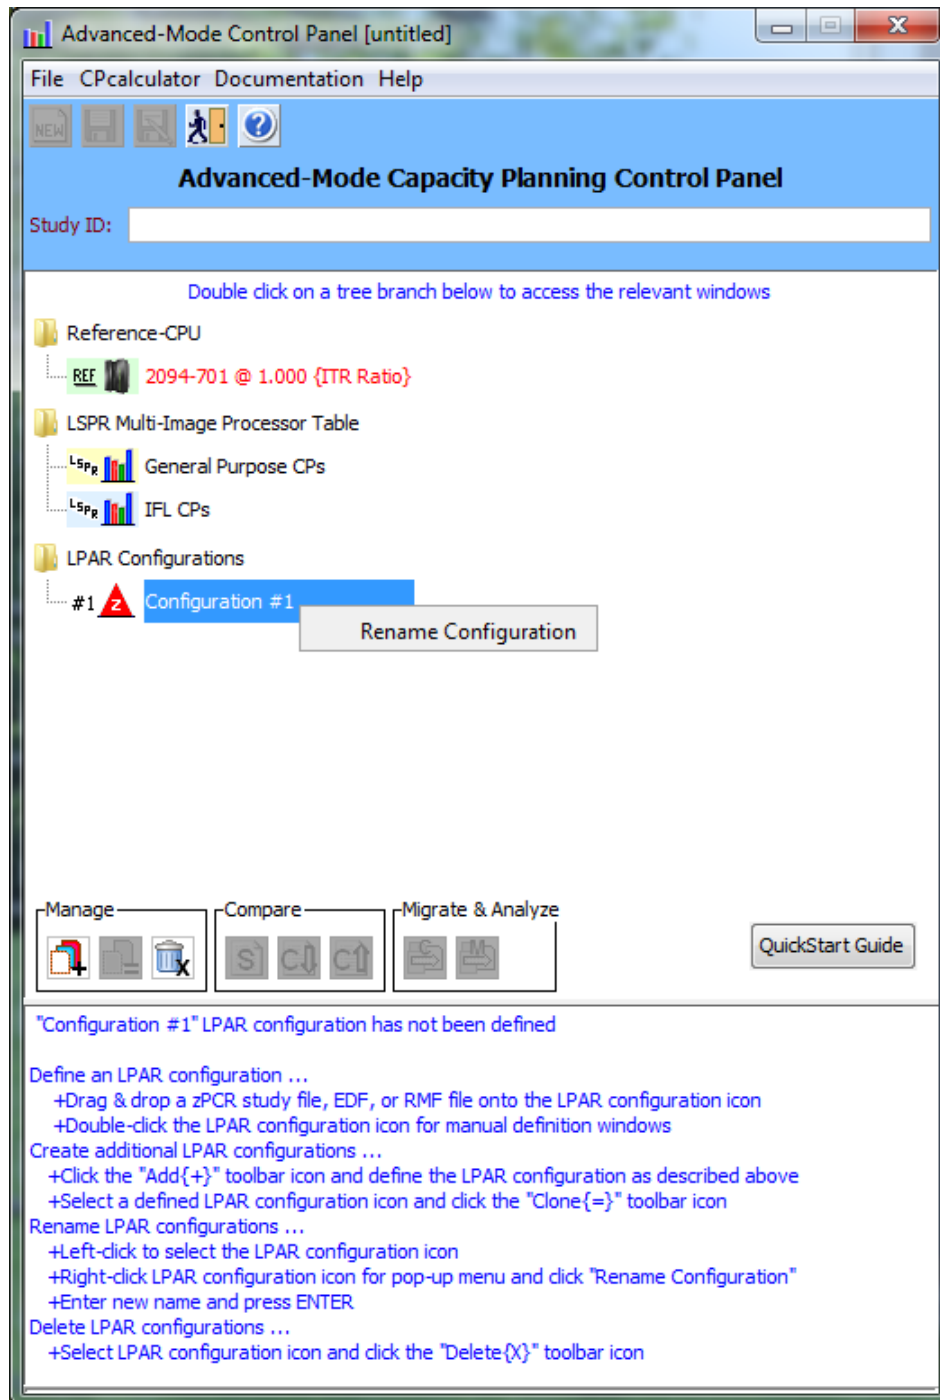 Advanced-Mode Control Panel [untitled]
File CPcalculator Documentation Help
NEW
Advanced-Mode Capacity Planning Control Panel
Study ID:
Double click on a tree branch below to access the relevant windows
Reference-CPU
REF 2094-701 @ 1.000 {ITR Ratio}
LSPR Multi-Image Processor Table
LSPR General Purpose CPs
LSPR IFL CPs
LPAR Configurations
#1 z Configuration #1
Rename Configuration
Manage Compare Migrate & Analyze
S C C C M
QuickStart Guide
"Configuration #1" LPAR configuration has not been defined
Define an LPAR configuration ...
+Drag & drop a zPCR study file, EDF, or RMF file onto the LPAR configuration icon
+Double-click the LPAR configuration icon for manual definition windows
Create additional LPAR configurations ...
+Click the "Add{+}" toolbar icon and define the LPAR configuration as described above
+Select a defined LPAR configuration icon and click the "Clone{=}" toolbar icon
Rename LPAR configurations ...
+Left-click to select the LPAR configuration icon
+Right-click LPAR configuration icon for pop-up menu and click "Rename Configuration"
+Enter new name and press ENTER
Delete LPAR configurations ...
+Select LPAR configuration icon and click the "Delete{X}" toolbar icon